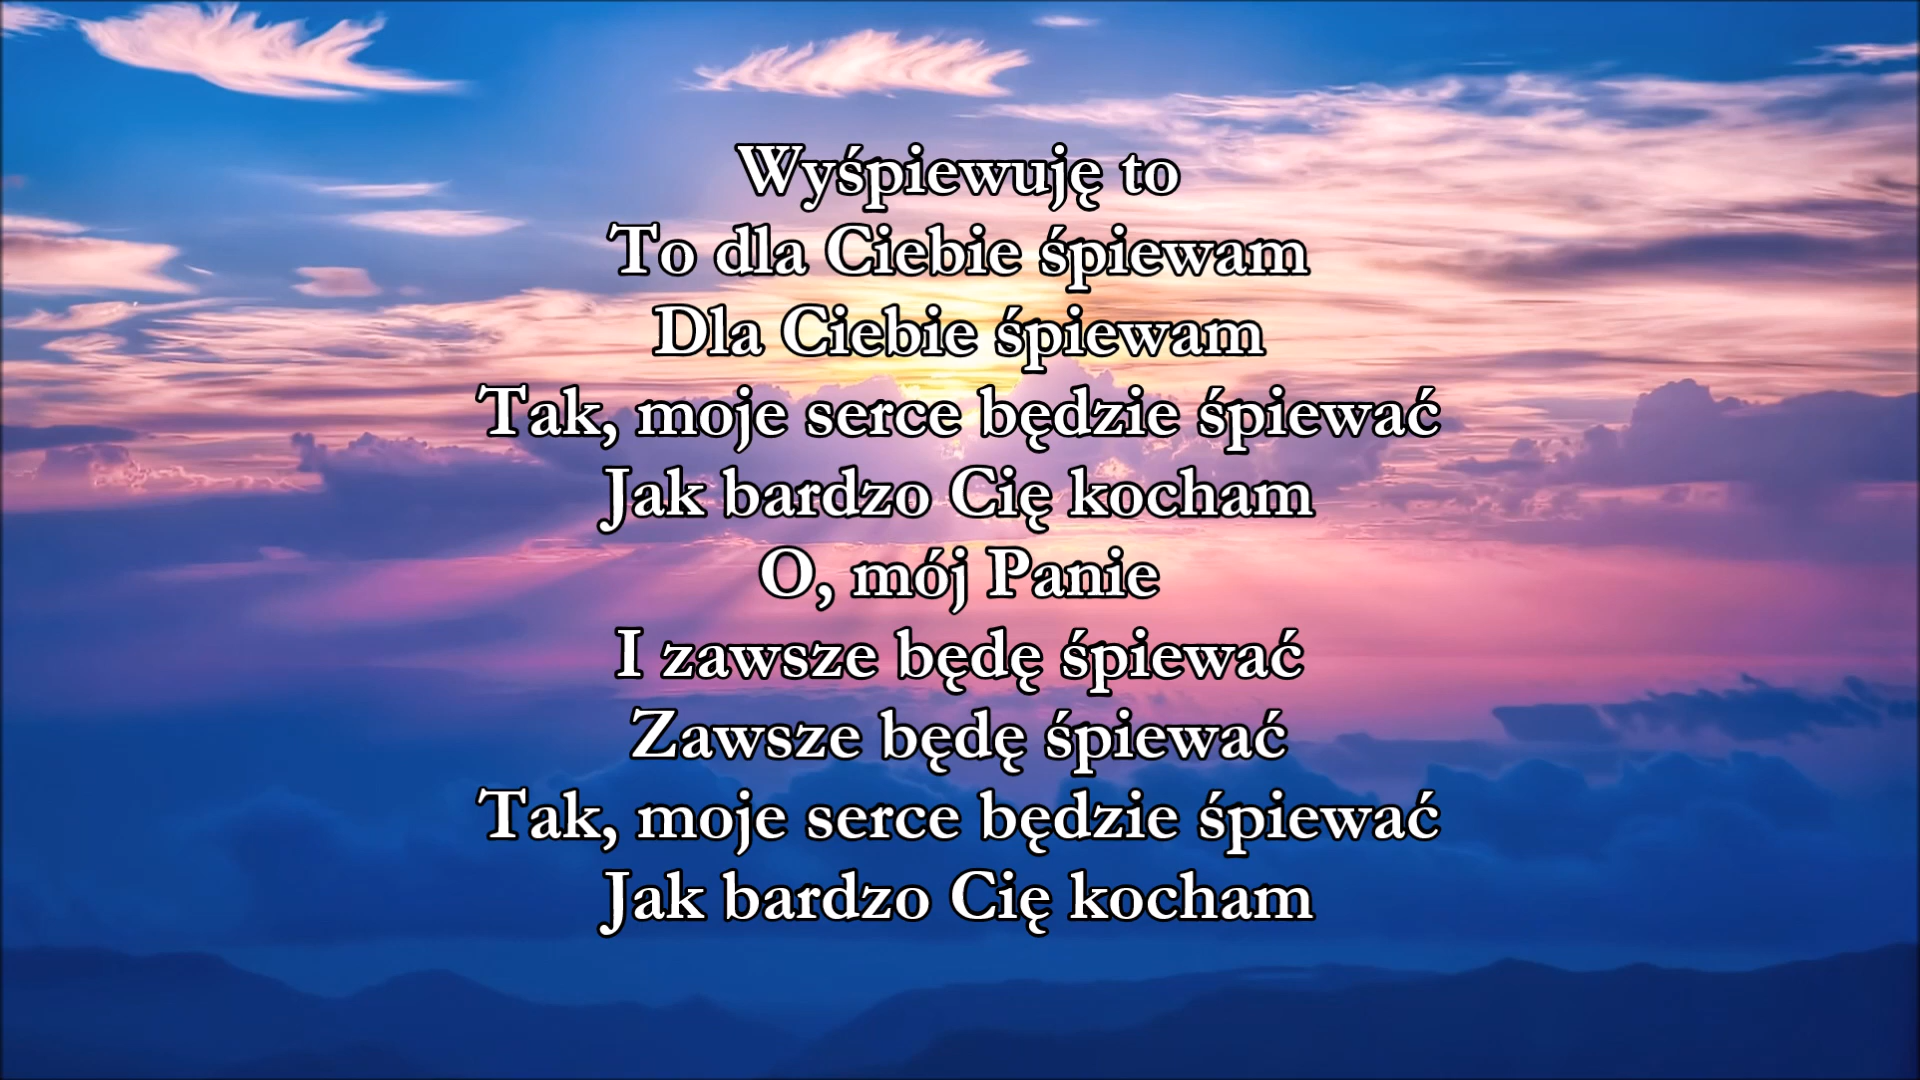 Wyśpiewuję to
To dla Ciebie śpiewam
Dla Ciebie śpiewam
Tak, moje serce będzie śpiewać
Jak bardzo Cię kocham
O, mój Panie
I zawsze będę śpiewać
Zawsze będę śpiewać
Tak, moje serce będzie śpiewać
Jak bardzo Cię kocham